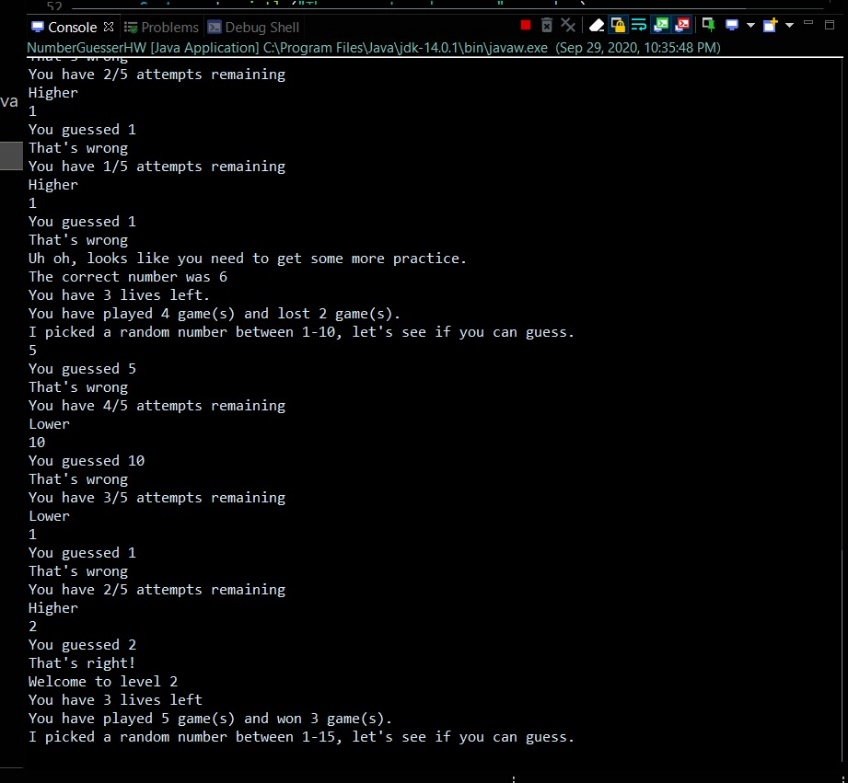 52
Console Problems Debug Shell
NumberGuesserHW [Java Application] C:\Program Files\Java\jdk-14.0.1\bin\javaw.exe (Sep 29, 2020, 10:35:48 PM)
va
That's wrong
You have 2/5 attempts remaining
Higher
1
You guessed 1
That's wrong
You have 1/5 attempts remaining
Higher
1
You guessed 1
That's wrong
Uh oh, looks like you need to get some more practice.
The correct number was 6
You have 3 lives left.
You have played 4 game(s) and lost 2 game(s).
I picked a random number between 1-10, let's see if you can guess.
5
You guessed 5
That's wrong
You have 4/5 attempts remaining
Lower
10
You guessed 10
That's wrong
You have 3/5 attempts remaining
Lower
1
You guessed 1
That's wrong
You have 2/5 attempts remaining
Higher
2
You guessed 2
That's right!
Welcome to level 2
You have 3 lives left
You have played 5 game(s) and won 3 game(s).
I picked a random number between 1-15, let's see if you can guess.